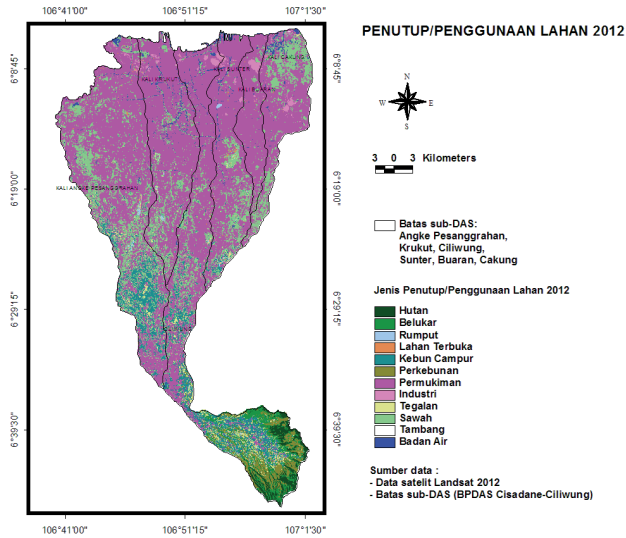 106°41'00"
106°51'15"
107°1'30"
PENUTUP/PENGGUNAAN LAHAN 2012
6°8'45"
6°8'45"
KALI SUNTER
KALI CAKUNG
KALI KRUKUT
KALI BUARAN
N
W
E
S
3 0 3 Kilometers
6°19'00"
6°19'00"
KALI ANGKE PESANGGRAHAN
Batas sub-DAS:
Angke Pesanggrahan,
Krukut, Ciliwung,
Sunter, Buaran, Cakung
6°29'15"
6°29'15"
Jenis Penutup/Penggunaan Lahan 2012
Hutan
Belukar
Rumput
Lahan Terbuka
Kebun Campur
Perkebunan
Permukiman
Industri
Tegalan
Sawah
Tambang
Badan Air
6°39'30"
6°39'30"
Sumber data :
- Data satelit Landsat 2012
- Batas sub-DAS (BPDAS Cisadane-Ciliwung)
106°41'00"
106°51'15"
107°1'30"